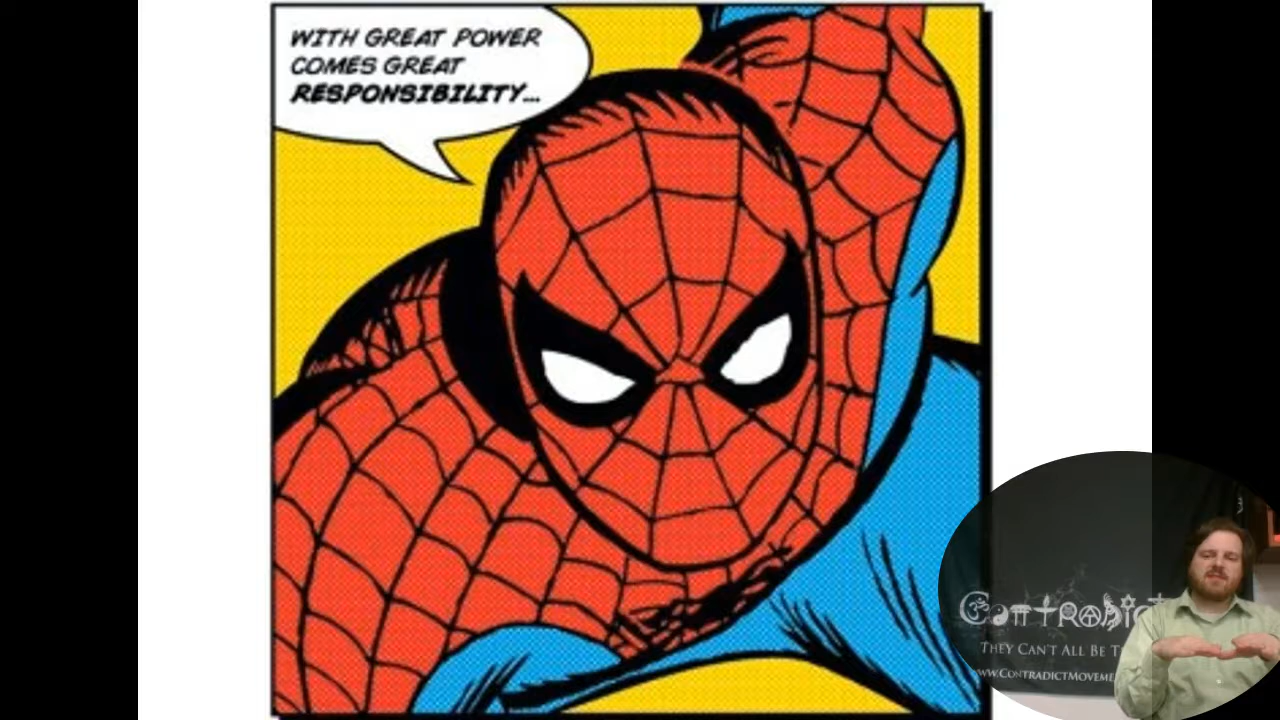 WITH GREAT POWER
COMES GREAT
RESPONSIBILITY...
THEY CAN'T ALL BE